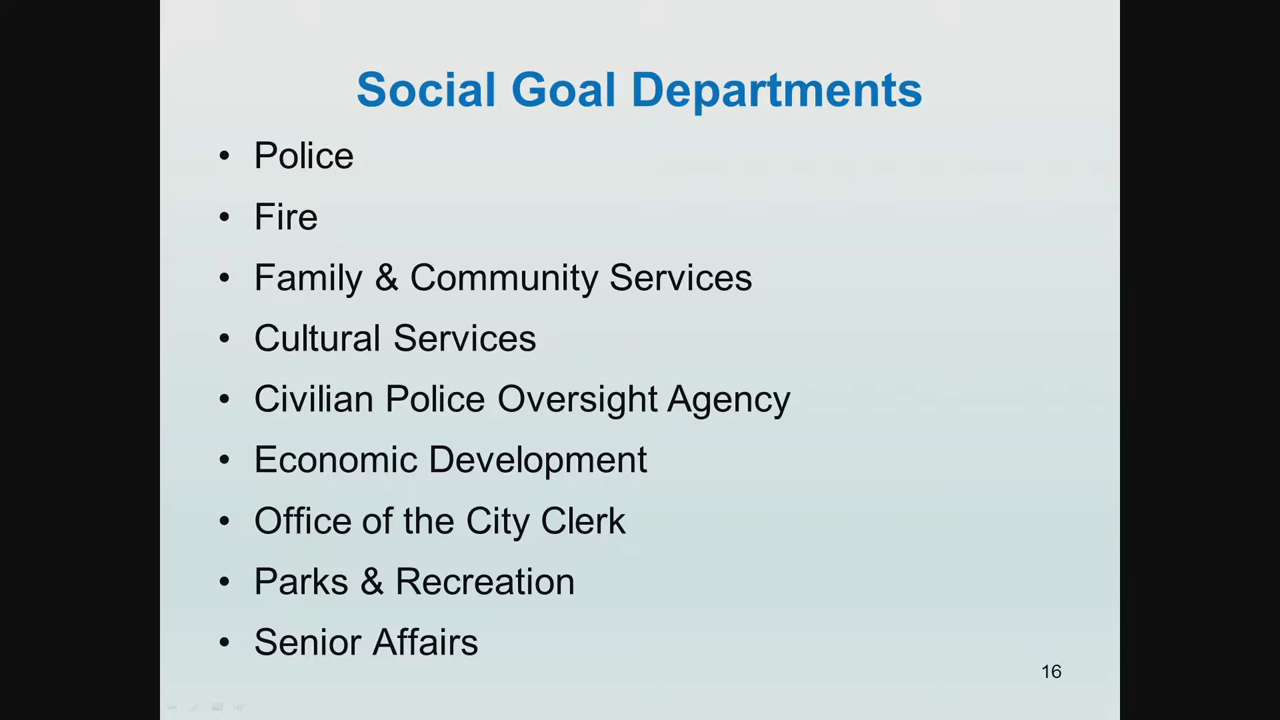 Social Goal Departments
• Police
• Fire
• Family & Community Services
• Cultural Services
• Civilian Police Oversight Agency
• Economic Development
• Office of the City Clerk
• Parks & Recreation
• Senior Affairs
16